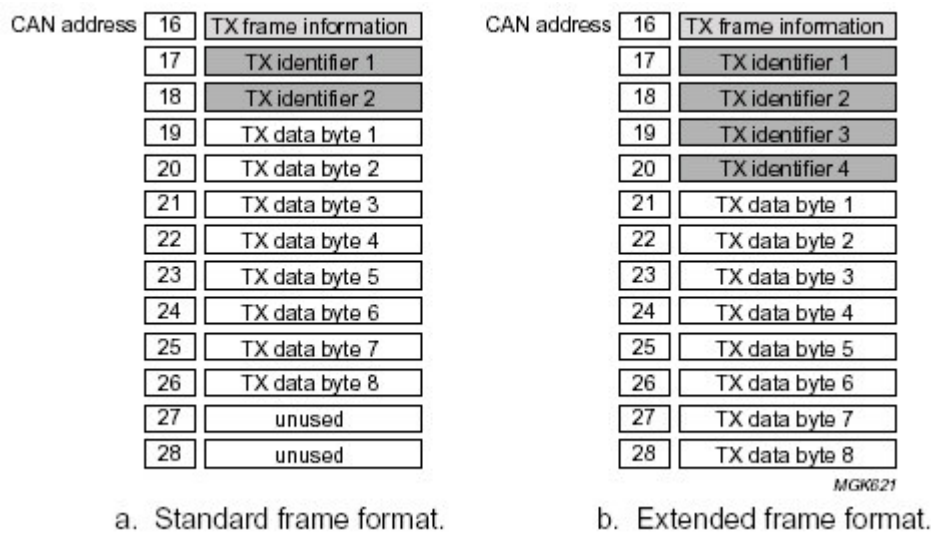 CAN address 16 TX frame information
17 TX identifier 1
18 TX identifier 2
19 TX data byte 1
20 TX data byte 2
21 TX data byte 3
22 TX data byte 4
23 TX data byte 5
24 TX data byte 6
25 TX data byte 7
26 TX data byte 8
27 unused
28 unused
a. Standard frame format.
CAN address 16 TX frame information
17 TX identifier 1
18 TX identifier 2
19 TX identifier 3
20 TX identifier 4
21 TX data byte 1
22 TX data byte 2
23 TX data byte 3
24 TX data byte 4
25 TX data byte 5
26 TX data byte 6
27 TX data byte 7
28 TX data byte 8
MGK621
b. Extended frame format.